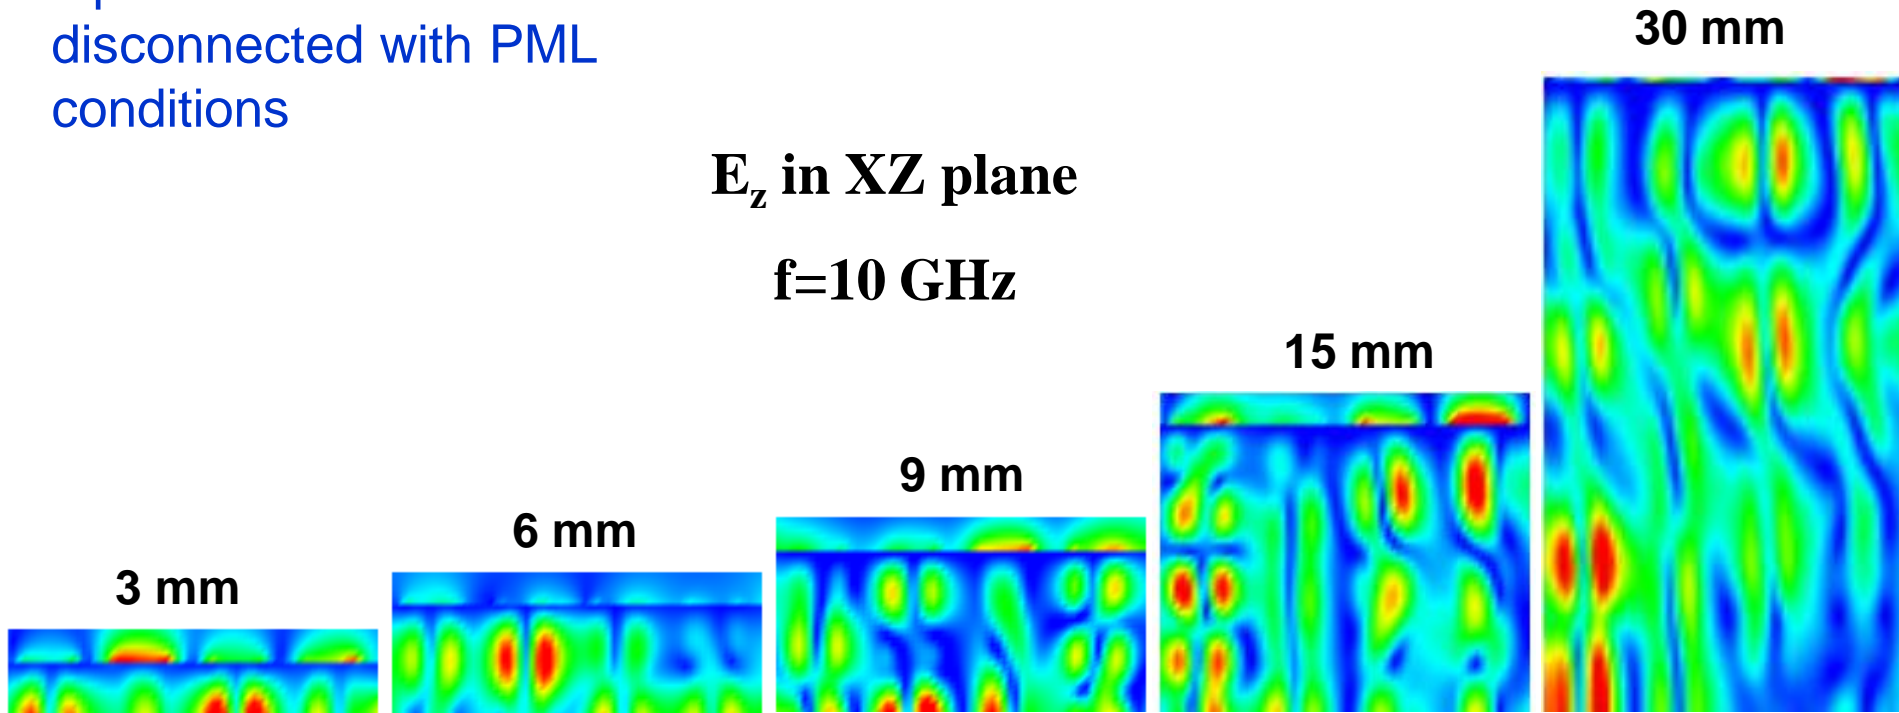 disconnected with PML
conditions
30 mm
E_z in XZ plane
f=10 GHz
15 mm
9 mm
6 mm
3 mm